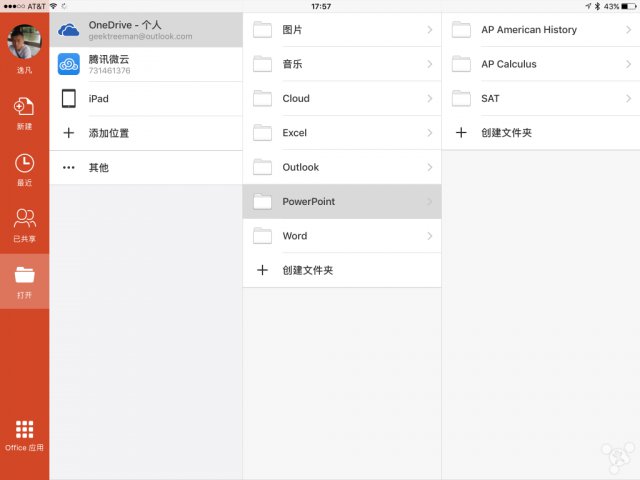 AT&T
17:57
43%
逸凡
新建
最近
已共享
打开
Office 应用
OneDrive - 个人
geektreeman@outlook.com
腾讯微云
731461376
iPad
添加位置
其他
图片
音乐
Cloud
Excel
Outlook
PowerPoint
Word
创建文件夹
AP American History
AP Calculus
SAT
创建文件夹